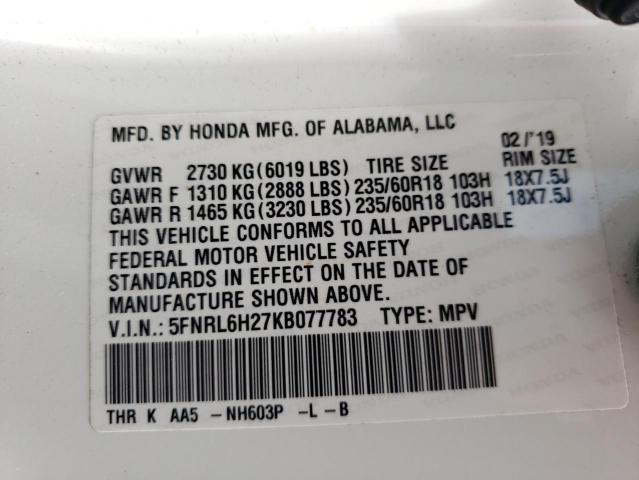 MFD. BY HONDA MFG. OF ALABAMA, LLC 02/'19
GVWR 2730 KG(6019 LBS) TIRE SIZE RIM SIZE
GAWR F 1310 KG(2888 LBS) 235/60R18 103H 18X7.5J
GAWR R 1465 KG(3230 LBS) 235/60R18 103H 18X7.5J
THIS VEHICLE CONFORMS TO ALL APPLICABLE
FEDERAL MOTOR VEHICLE SAFETY
STANDARDS IN EFFECT ON THE DATE OF
MANUFACTURE SHOWN ABOVE.
V.I.N.: 5FNRL6H27KB077783 TYPE: MPV
THR K AA5 -NH603P -L -B